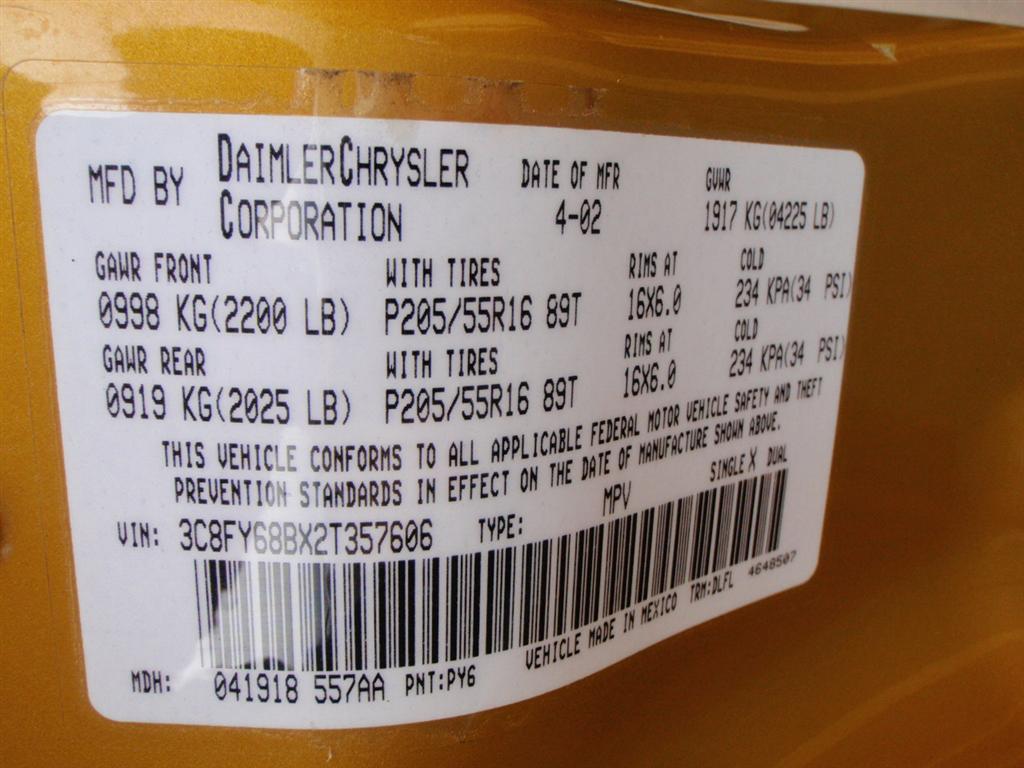 MFD BY DAIMLERCHRYSLER CORPORATION DATE OF MFR 4-02 GVWR 1917 KG(04225 LB)
GAWR FRONT WITH TIRES RIMS AT COLD
0998 KG(2200 LB) P205/55R16 89T 16X6.0 234 KPA(34 PSI)
GAWR REAR WITH TIRES RIMS AT COLD
0919 KG(2025 LB) P205/55R16 89T 16X6.0 234 KPA(34 PSI)
THIS VEHICLE CONFORMS TO ALL APPLICABLE FEDERAL MOTOR VEHICLE SAFETY AND THEFT
PREVENTION STANDARDS IN EFFECT ON THE DATE OF MANUFACTURE SHOWN ABOVE.
VIN: 3C8FY68BX2T357606 TYPE: MPV SINGLE X DUAL
MDH: 041918 557AA PNT:PY6 VEHICLE MADE IN MEXICO TRM:DLFL 4648507